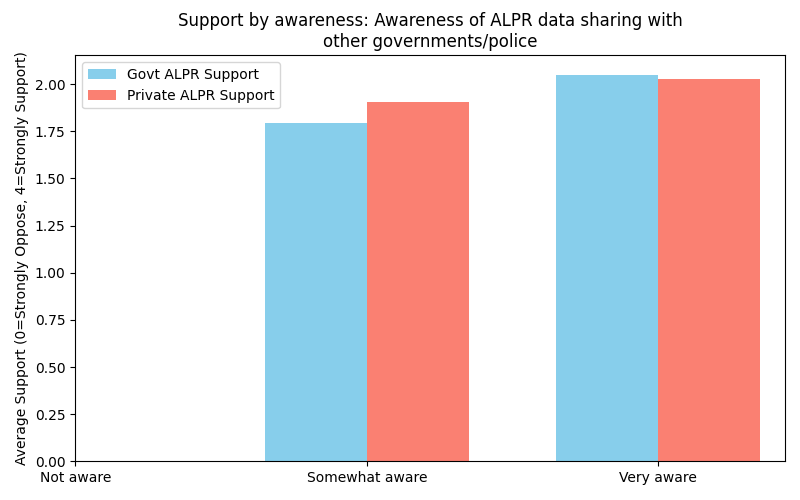 Support by awareness: Awareness of ALPR data sharing with
other governments/police
Govt ALPR Support
Private ALPR Support
Average Support (0=Strongly Oppose, 4=Strongly Support)
2.00
1.75
1.50
1.25
1.00
0.75
0.50
0.25
0.00
Not aware
Somewhat aware
Very aware